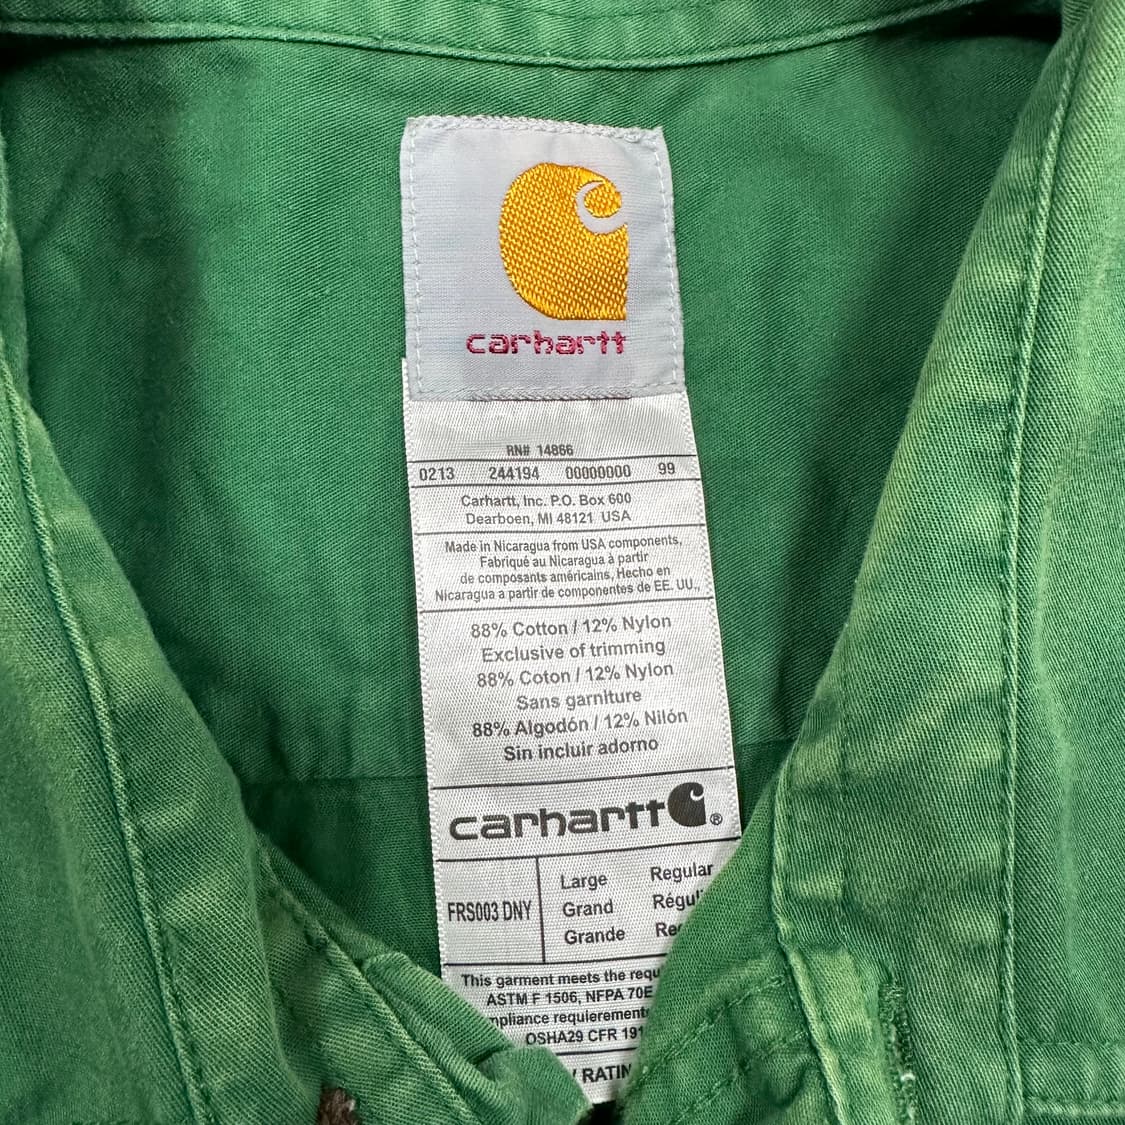 carhartt
RN# 14866
0213 244194 00000000 99
Carhartt, Inc. P.O. Box 600
Dearboen, MI 48121 USA
Made in Nicaragua from USA components,
Fabriqué au Nicaragua à partir
de composants américains, Hecho en
Nicaragua a partir de componentes de EE. UU.,
88% Cotton / 12% Nylon
Exclusive of trimming
88% Coton / 12% Nylon
Sans garniture
88% Algodón / 12% Nilón
Sin incluir adorno
carhartt ®
FRS003 DNY
Large Regular
Grand
Grande
This garment meets the
ASTM F 1506, NFPA 70E
OSHA29 CFR